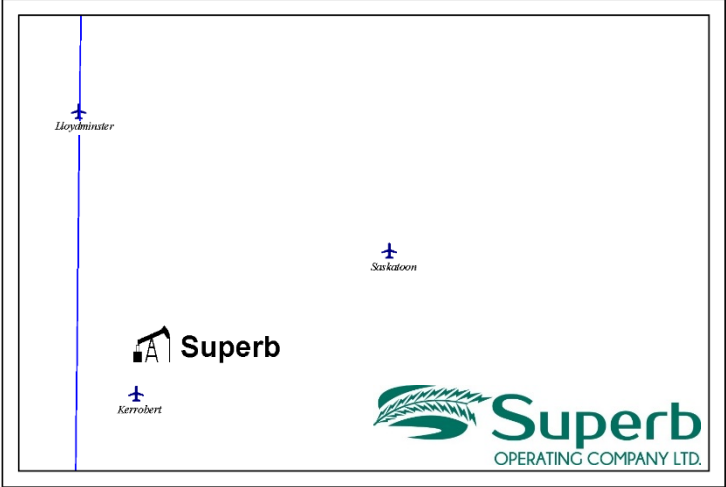 Lloydminster
Saskatoon
Superb
Kerrobert
Superb
OPERATING COMPANY LTD.